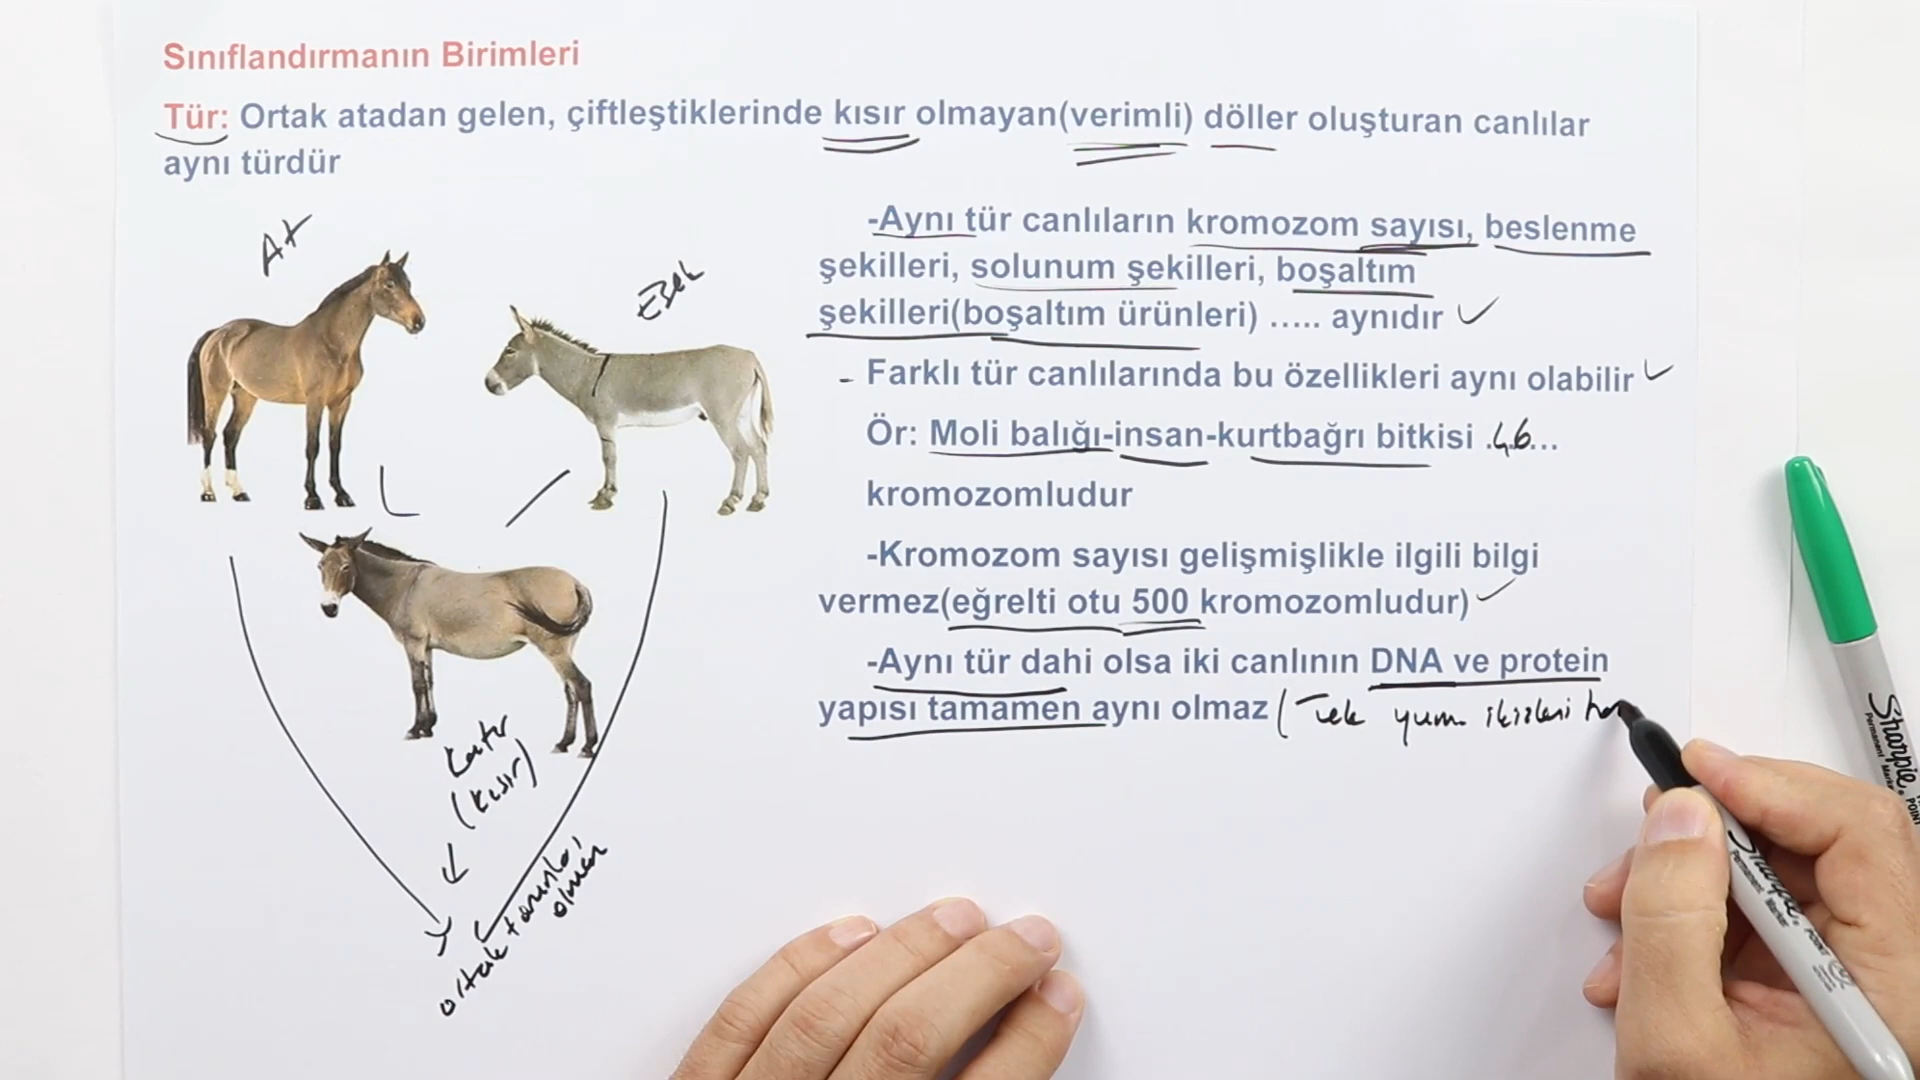 Sınıflandırmanın Birimleri
Tür: Ortak atadan gelen, çiftleştiklerinde kısır olmayan(verimli) döller oluşturan canlılar
aynı türdür
At
Eşek
-Aynı tür canlıların kromozom sayısı, beslenme
şekilleri, solunum şekilleri, boşaltım
şekilleri(boşaltım ürünleri) ..... aynıdır
- Farklı tür canlılarında bu özellikleri aynı olabilir
Ör: Moli balığı-insan-kurtbağrı bitkisi .46...
kromozomludur
-Kromozom sayısı gelişmişlikle ilgili bilgi
vermez(eğrelti otu 500 kromozomludur)
-Aynı tür dahi olsa iki canlının DNA ve protein
yapısı tamamen aynı olmaz (Tek yum. ikizleri
Katır
(Kısır)
ortak
Sharpie
Sharpie